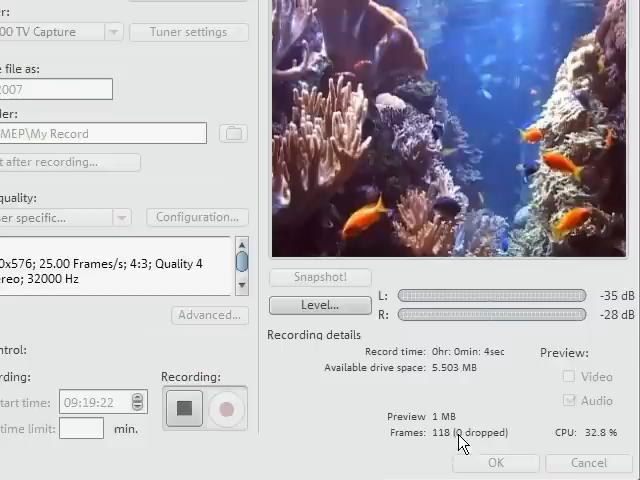 r:
00 TV Capture
Tuner settings
e file as:
2007
der:
MEP\My Record
t after recording...
quality:
ser specific...
Configuration...
0x576; 25.00 Frames/s; 4:3; Quality 4
ereo; 32000 Hz
Advanced...
ntrol:
rding:
Recording:
tart time:
09:19:22
time limit:
min.
Snapshot!
Level...
L:
-35 dB
R:
-28 dB
Recording details
Record time: 0hr: 0min: 4sec
Available drive space: 5.503 MB
Preview:
Video
Audio
Preview 1 MB
Frames: 118 (0 dropped)
CPU: 32.8 %
OK
Cancel